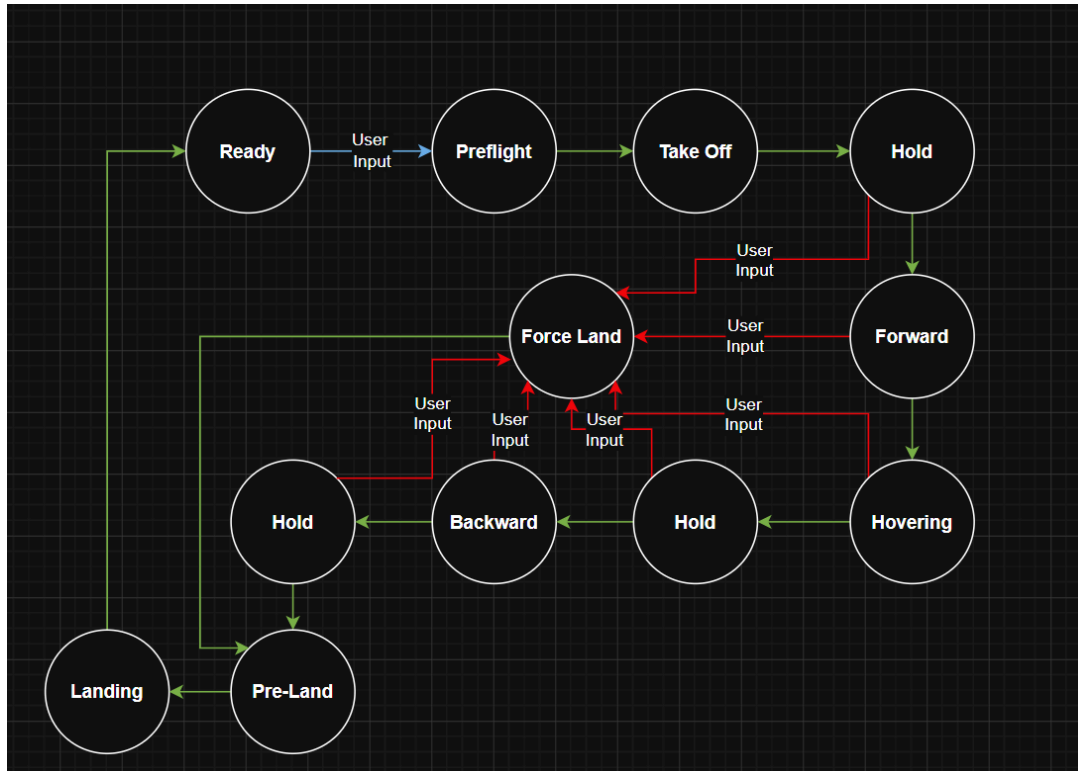 Ready
User
Input
Preflight
Take Off
Hold
User
Input
Force Land
User
Input
Forward
User
Input
User
Input
User
Input
User
Input
Hold
Backward
Hold
Hovering
Landing
Pre-Land